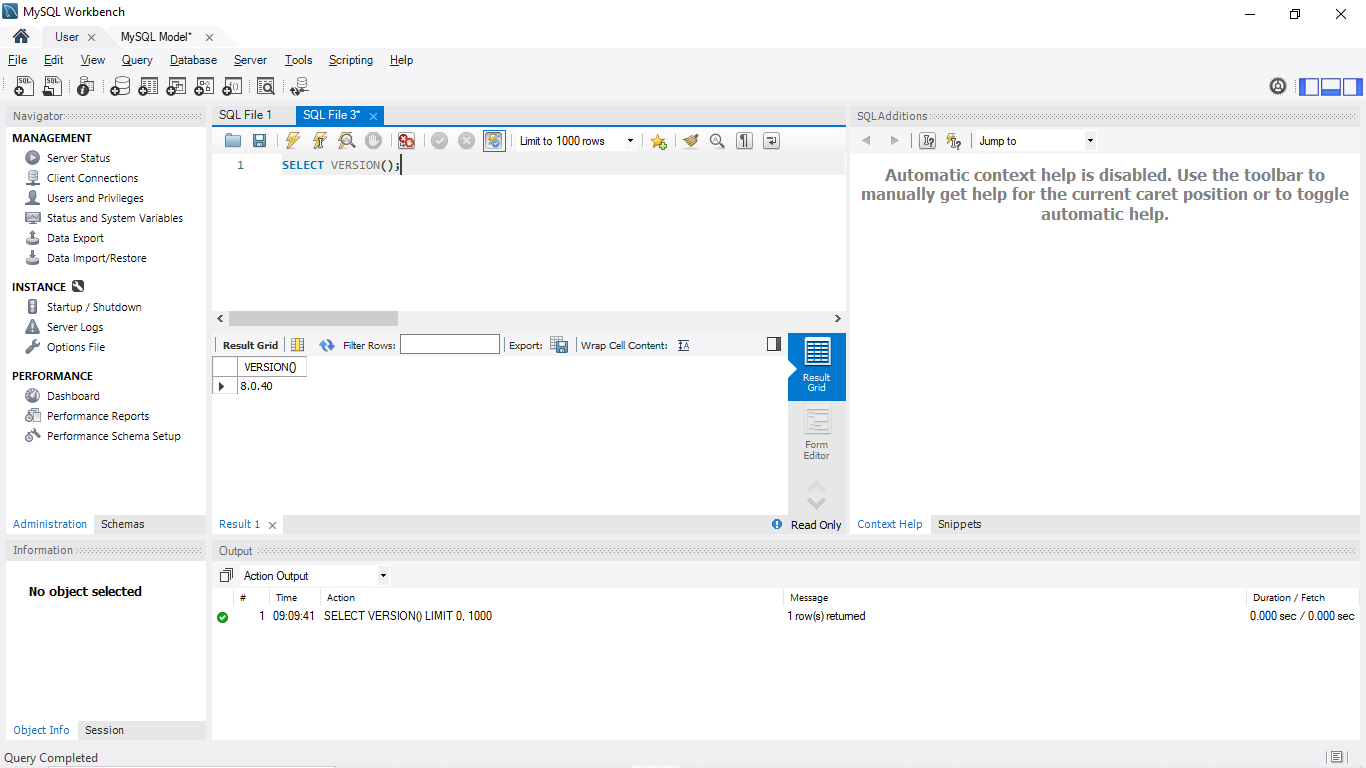 MySQL Workbench
User
MySQL Model*
File Edit View Query Database Server Tools Scripting Help
Navigator
MANAGEMENT
Server Status
Client Connections
Users and Privileges
Status and System Variables
Data Export
Data Import/Restore
INSTANCE
Startup / Shutdown
Server Logs
Options File
PERFORMANCE
Dashboard
Performance Reports
Performance Schema Setup
Administration Schemas
SQL File 1 SQL File 3*
Limit to 1000 rows
1 SELECT VERSION();
Result Grid Filter Rows: Export: Wrap Cell Content:
VERSION()
8.0.40
Result
Grid
Form
Editor
Result 1
Read Only
SQLAdditions
Jump to
Automatic context help is disabled. Use the toolbar to
manually get help for the current caret position or to toggle
automatic help.
Context Help Snippets
Information
No object selected
Object Info Session
Output
Action Output
# Time Action Message Duration / Fetch
1 09:09:41 SELECT VERSION() LIMIT 0, 1000 1 row(s) returned 0.000 sec / 0.000 sec
Query Completed